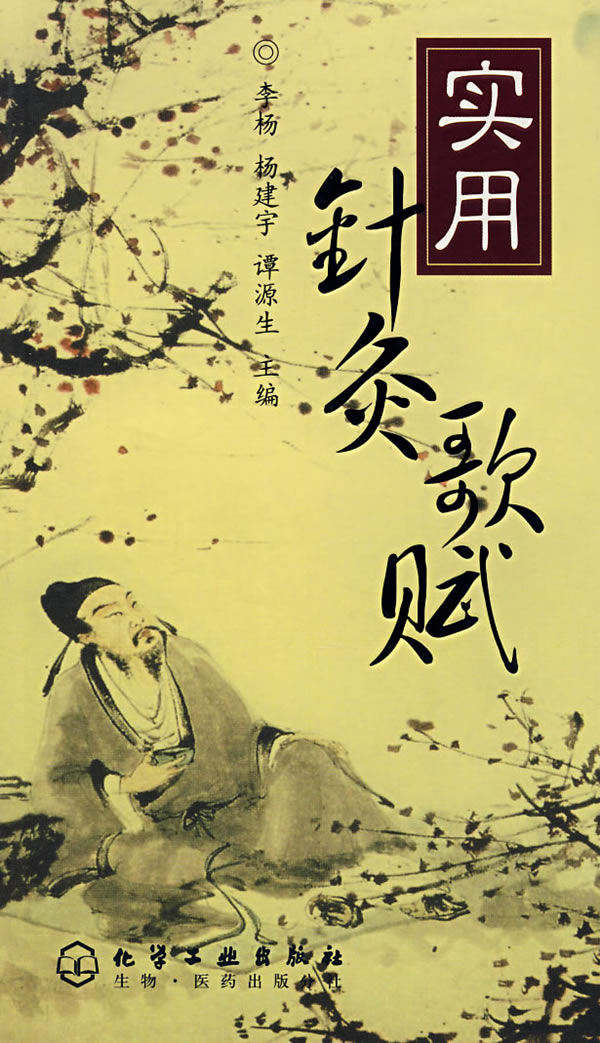 实用
針灸歌赋
◎ 李杨 杨建宇 谭源生 主编
化学工业出版社
生物·医药出版分社